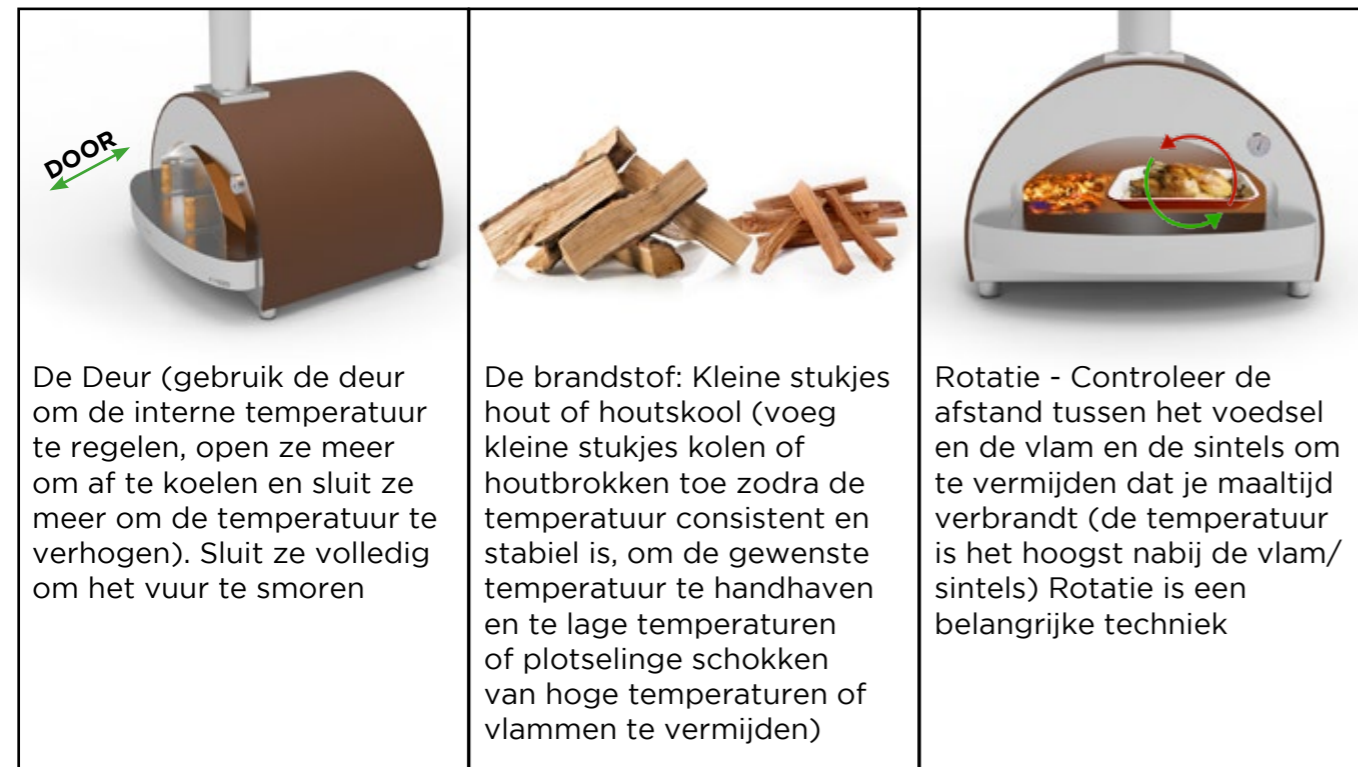 DOOR
De Deur (gebruik de deur
om de interne temperatuur
te regelen, open ze meer
om af te koelen en sluit ze
meer om de temperatuur te
verhogen). Sluit ze volledig
om het vuur te smoren
De brandstof: Kleine stukjes
hout of houtskool (voeg
kleine stukjes kolen of
houtbrokken toe zodra de
temperatuur consistent en
stabiel is, om de gewenste
temperatuur te handhaven
en te lage temperaturen
of plotselinge schokken
van hoge temperaturen of
vlammen te vermijden)
Rotatie - Controleer de
afstand tussen het voedsel
en de vlam en de sintels om
te vermijden dat je maaltijd
verbrandt (de temperatuur
is het hoogst nabij de vlam/
sintels) Rotatie is een
belangrijke techniek